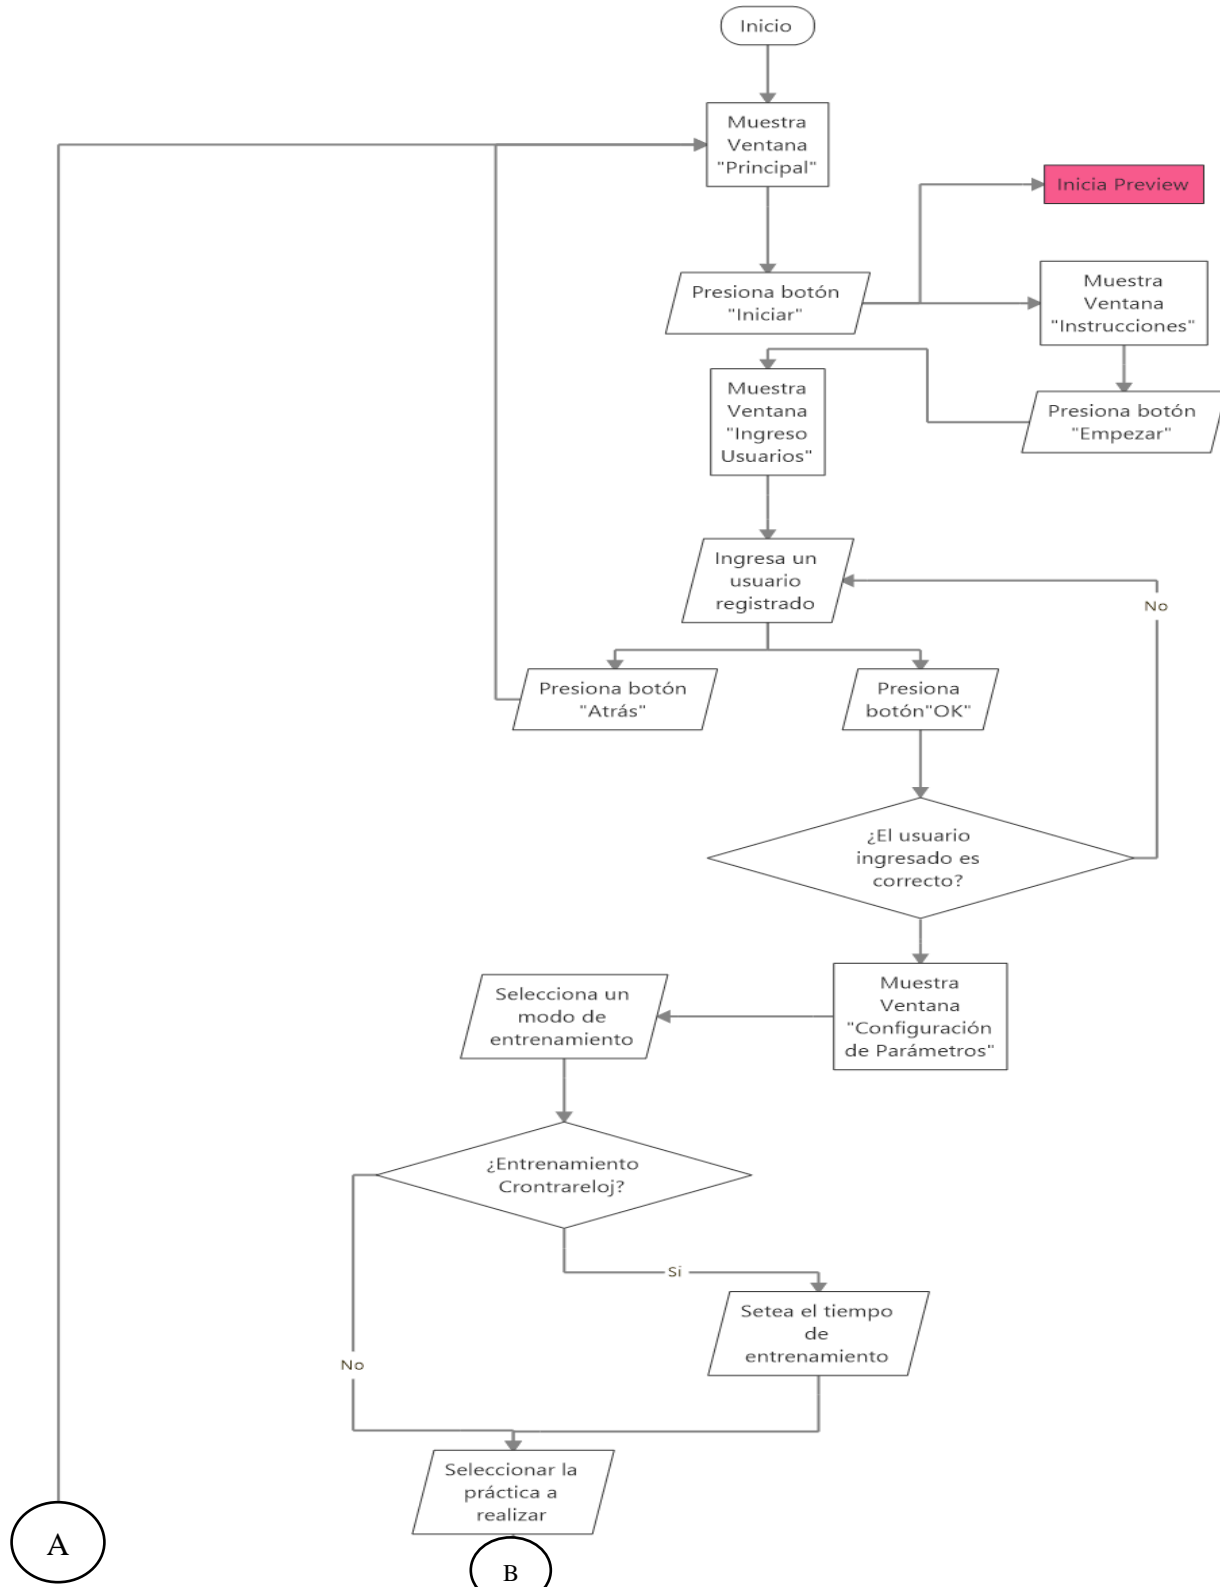 Inicio
Muestra
Ventana
"Principal"
Inicia Preview
Presiona botón
"Iniciar"
Muestra
Ventana
"Instrucciones"
Presiona botón
"Empezar"
Muestra
Ventana
"Ingreso
Usuarios"
Ingresa un
usuario
registrado
No
Presiona botón
"Atrás"
Presiona
botón"OK"
¿El usuario
ingresado es
correcto?
Muestra
Ventana
"Configuración
de Parámetros"
Selecciona un
modo de
entrenamiento
¿Entrenamiento
Crontrareloj?
Si
Setea el tiempo
de
entrenamiento
No
Seleccionar la
práctica a
realizar
A
B